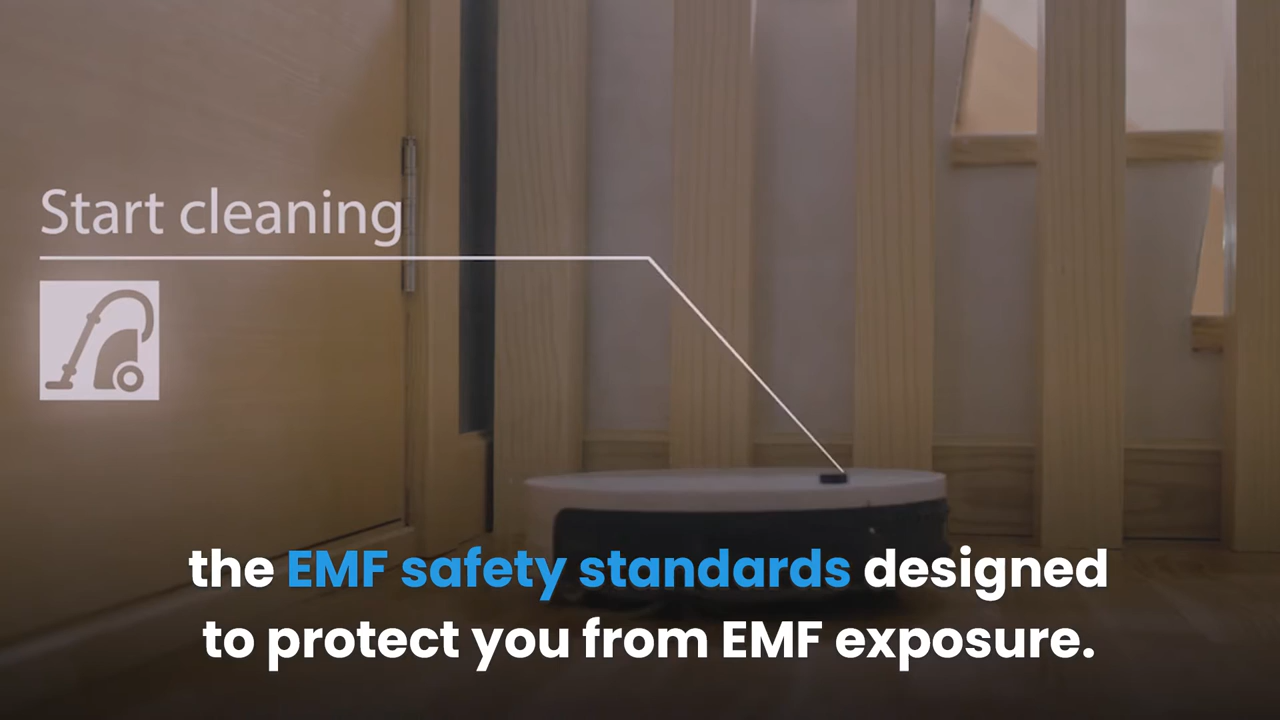 Start cleaning
the EMF safety standards designed
to protect you from EMF exposure.